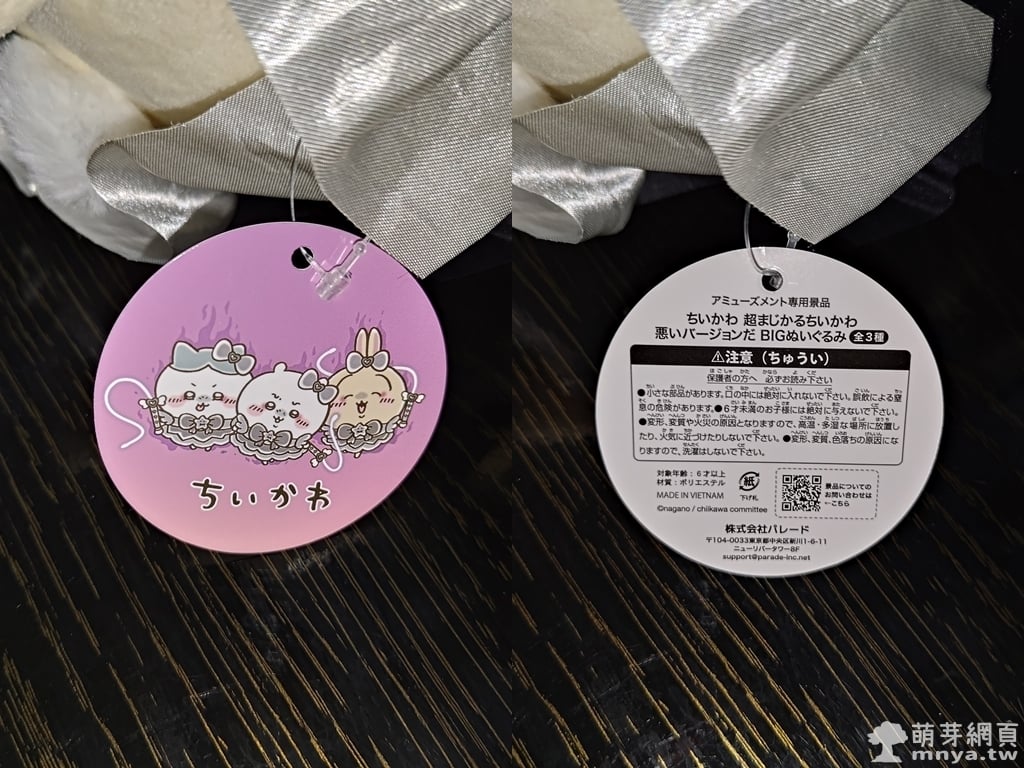 ちいかわ
アミューズメント専用景品
ちいかわ 超まじかるちいかわ
悪いバージョンだ BIGぬいぐるみ 全3種
⚠注意（ちゅうい）
保護者の方へ 必ずお読み下さい
●小さな部品があります。口の中には絶対に入れないで下さい。誤飲による窒
息の危険があります。●6才未満のお子様には絶対に与えないで下さい。
●変形、変質や火災の原因となりますので、高温・多湿な場所に放置し
たり、火気に近づけたりしないで下さい。●変形、変質、色落ちの原因にな
りますので、洗濯はしないで下さい。
対象年齢：6才以上
材質：ポリエステル
MADE IN VIETNAM
紙
下げ札
景品についての
お問い合わせは
←こちら
©nagano / chiikawa committee
株式会社パレード
〒104-0033東京都中央区新川1-6-11
ニューリバータワー8F
support@parade-inc.net
萌芽網頁
mnya.tw